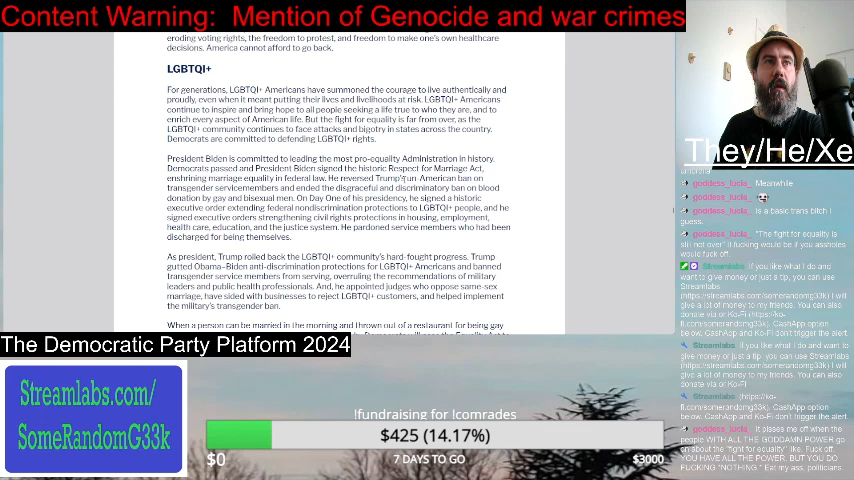 Content Warning: Mention of Genocide and war crimes
eroding voting rights, the freedom to protest, and freedom to make one's own healthcare
decisions. America cannot afford to go back.
LGBTQI+
For generations, LGBTQI+ Americans have summoned the courage to live authentically and
proudly, even when it meant putting their lives and livelihoods at risk. LGBTQI+ Americans
continue to inspire and bring hope to all people seeking a life true to who they are, and to
enrich every aspect of American life. But the fight for equality is far from over, as the
LGBTQI+ community continues to face attacks and bigotry in states across the country.
Democrats are committed to defending LGBTQI+ rights.
President Biden is committed to leading the most pro-equality Administration in history.
Democrats passed and President Biden signed the historic Respect for Marriage Act,
enshrining marriage equality in federal law. He reversed Trump's un-American ban on
transgender servicemembers and ended the disgraceful and discriminatory ban on blood
donation by gay and bisexual men. On Day One of his presidency, he signed a historic
executive order extending federal nondiscrimination protections to LGBTQI+ people, and he
signed executive orders strengthening civil rights protections in housing, employment,
health care, education, and the justice system. He pardoned service members who had been
discharged for being themselves.
As president, Trump rolled back the LGBTQI+ community's hard-fought progress. Trump
gutted Obama-Biden anti-discrimination protections for LGBTQI+ Americans and banned
transgender service members from serving, overruling the recommendations of military
leaders and public health professionals. And, he appointed judges who oppose same-sex
marriage, have sided with businesses to reject LGBTQI+ customers, and helped implement
the military's transgender ban.
When a person can be married in the morning and thrown out of a restaurant for being gay
The Democratic Party Platform 2024
Streamlabs.com/
SomeRandomG33k
!fundraising for !comrades
$425 (14.17%)
$0
7 DAYS TO GO
$3000
They/He/Xe
umbrella
goddess_lucia_: Meanwhile
goddess_lucia_:
goddess_lucia_: Is a basic trans bitch I
guess.
goddess_lucia_: "The fight for equality is
still not over" It fucking would be if you assholes
would fuck off.
Streamlabs: If you like what I do and
want to give money or just a tip, you can use
Streamlabs
(https://streamlabs.com/somerandomg33k) I will
give a lot of money to my friends. You can also
donate via or Ko-Fi (https://ko-
fi.com/somerandomg33k). CashApp option
below. CashApp and Ko-Fi don't trigger the alert.
Streamlabs: If you like what I do and want to
give money or just a tip you can use Streamlabs
(https://streamlabs.com/somerandomg33k) I will
give a lot of money to my friends. You can also
donate via or Ko-Fi
Streamlabs: (https://ko-
fi.com/somerandomg33k). CashApp option
below. CashApp and Ko-Fi don't trigger the alert.
goddess_lucia_: It pisses me off when the
people WITH ALL THE GODDAMN POWER go
on about the "fight for equality" like. Fuck off.
YOU HAVE ALL THE POWER. BUT YOU DO
FUCKING *NOTHING.* Eat my ass, politicians.